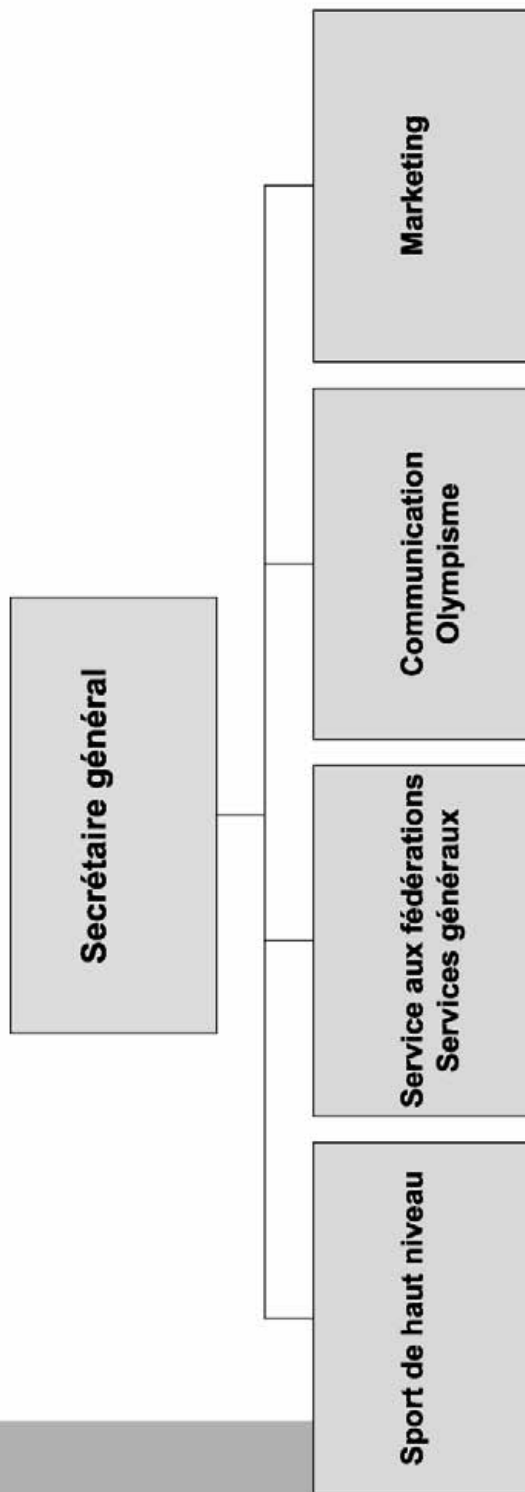 Secrétaire général
Sport de haut niveau
Service aux fédérations
Services généraux
Communication
Olympisme
Marketing